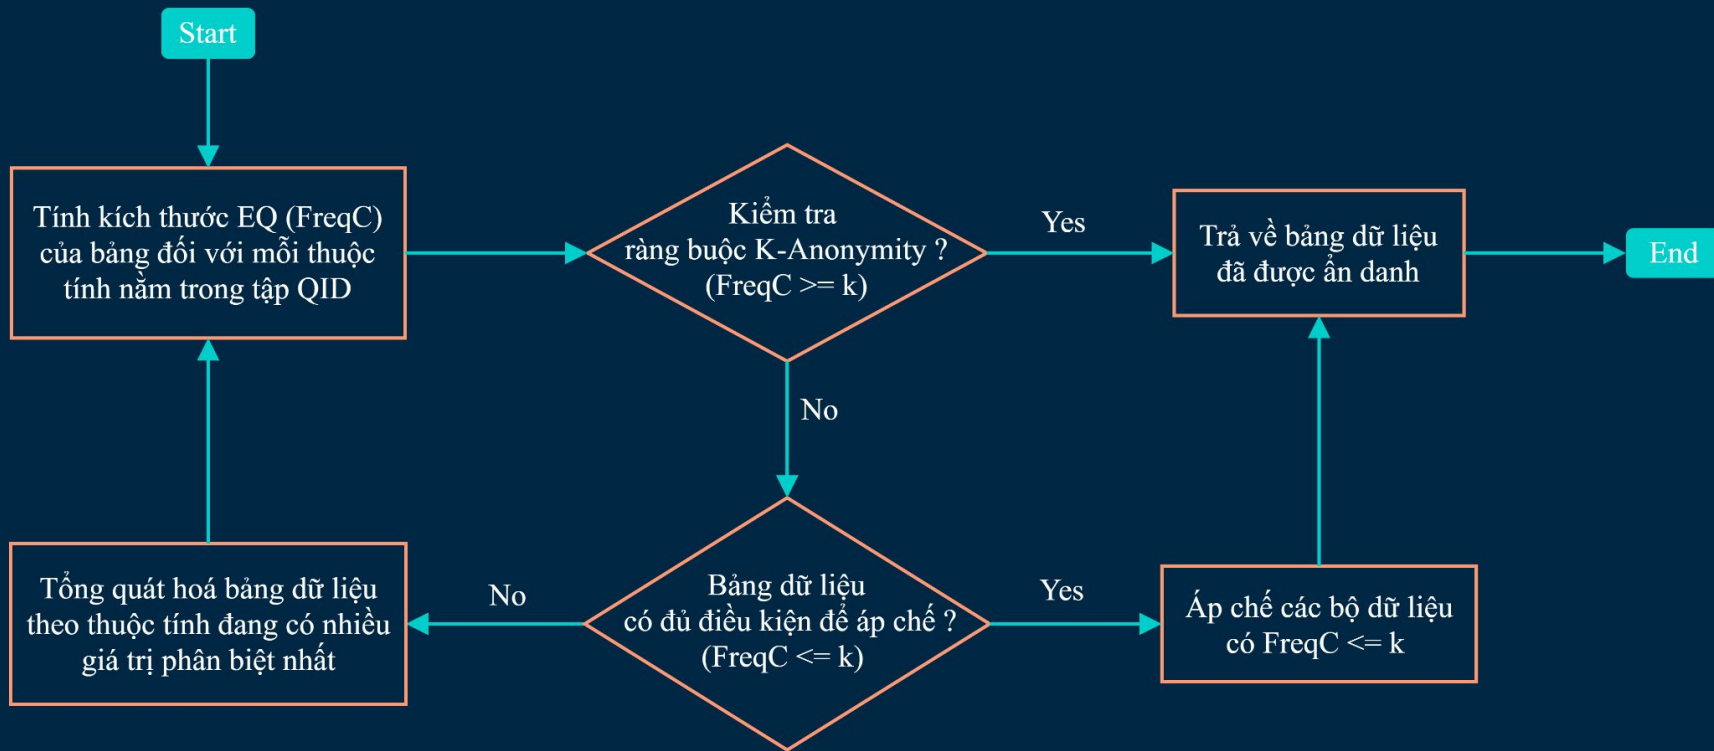 Start
Tính kích thước EQ (FreqC)
của bảng đối với mỗi thuộc
tính nằm trong tập QID
Kiểm tra
ràng buộc K-Anonymity ?
(FreqC >= k)
Yes
Trả về bảng dữ liệu
đã được ẩn danh
End
No
Bảng dữ liệu
có đủ điều kiện để áp chế ?
(FreqC <= k)
Yes
Áp chế các bộ dữ liệu
có FreqC <= k
No
Tổng quát hoá bảng dữ liệu
theo thuộc tính đang có nhiều
giá trị phân biệt nhất